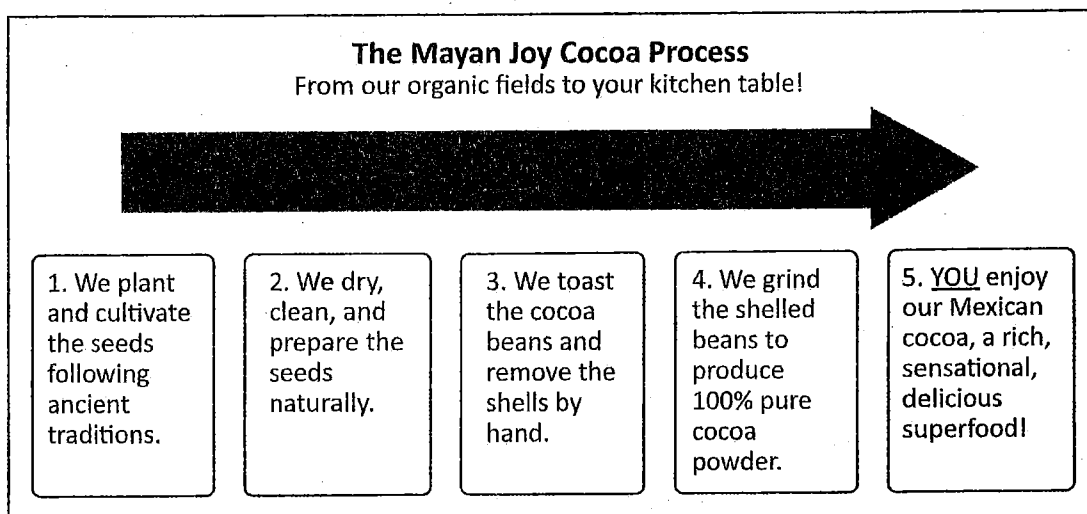 The Mayan Joy Cocoa Process
From our organic fields to your kitchen table!
1. We plant
and cultivate
the seeds
following
ancient
traditions.
2. We dry,
clean, and
prepare the
seeds
naturally.
3. We toast
the cocoa
beans and
remove the
shells by
hand.
4. We grind
the shelled
beans to
produce
100% pure
cocoa
powder.
5. YOU enjoy
our Mexican
cocoa, a rich,
sensational,
delicious
superfood!